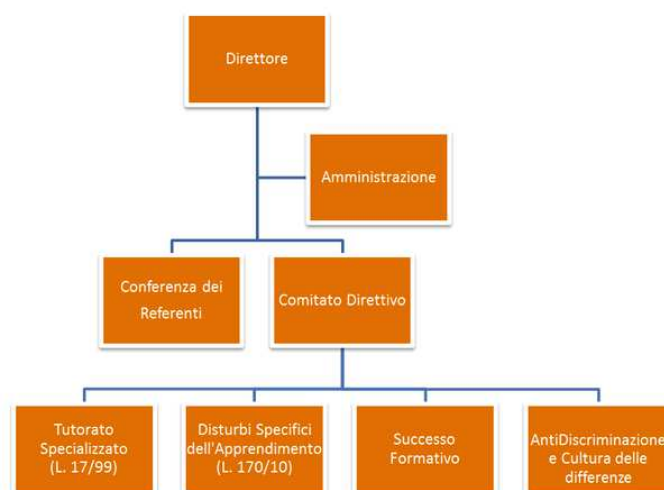 Direttore
Amministrazione
Conferenza dei
Referenti
Comitato Direttivo
Tutorato
Specializzato
(L. 17/99)
Disturbi Specifici
dell'Apprendimento
(L. 170/10)
Successo
Formativo
AntiDiscriminazione
e Cultura delle
differenze